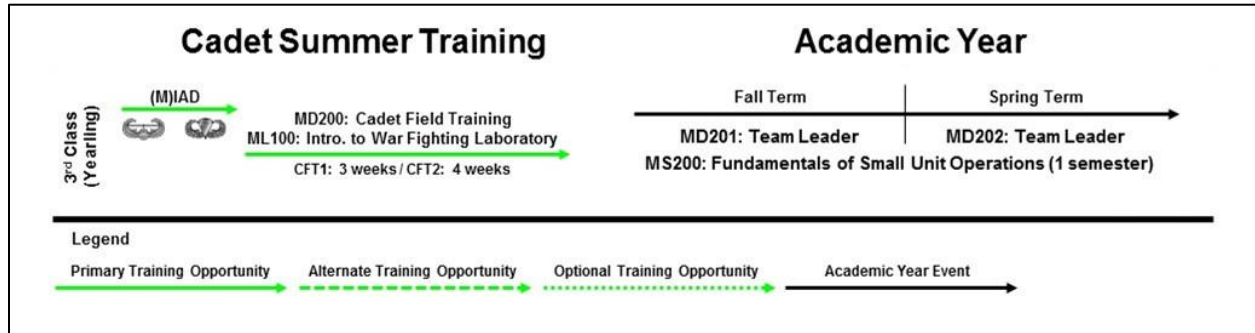 Cadet Summer Training
Academic Year
3rd Class
(Yearling)
(M)IAD
MD200: Cadet Field Training
ML100: Intro. to War Fighting Laboratory
CFT1: 3 weeks / CFT2: 4 weeks
Fall Term
Spring Term
MD201: Team Leader
MD202: Team Leader
MS200: Fundamentals of Small Unit Operations (1 semester)
Legend
Primary Training Opportunity
Alternate Training Opportunity
Optional Training Opportunity
Academic Year Event